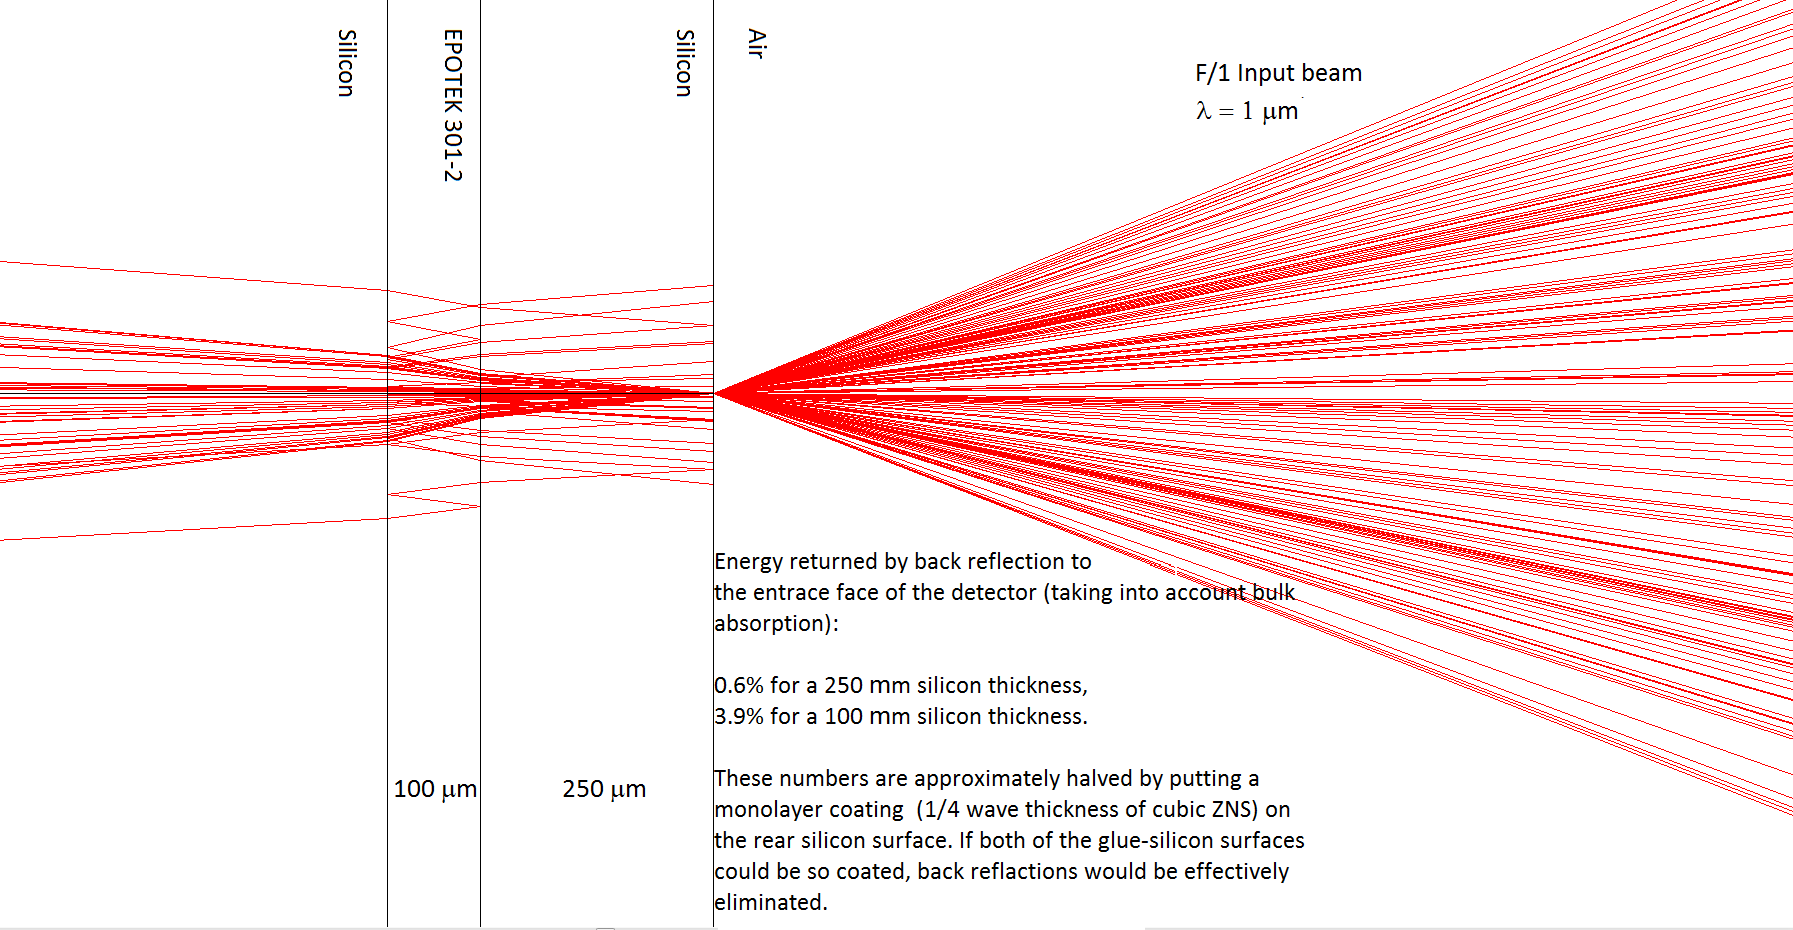 Silicon
EPOTEK 301-2
Silicon
Air
F/1 Input beam
λ = 1 μm
Energy returned by back reflection to
the entrace face of the detector (taking into account bulk
absorption):
0.6% for a 250 mm silicon thickness,
3.9% for a 100 mm silicon thickness.
100 μm
250 μm
These numbers are approximately halved by putting a
monolayer coating (1/4 wave thickness of cubic ZNS) on
the rear silicon surface. If both of the glue-silicon surfaces
could be so coated, back reflactions would be effectively
eliminated.